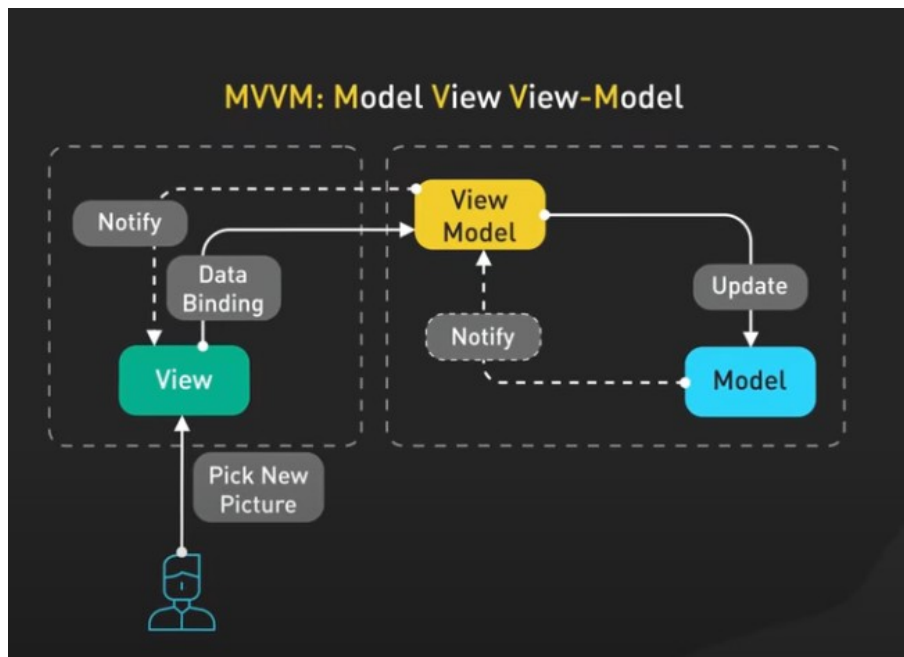 MVVM: Model View View-Model
Notify
Data
Binding
View
View
Model
Update
Notify
Model
Pick New
Picture